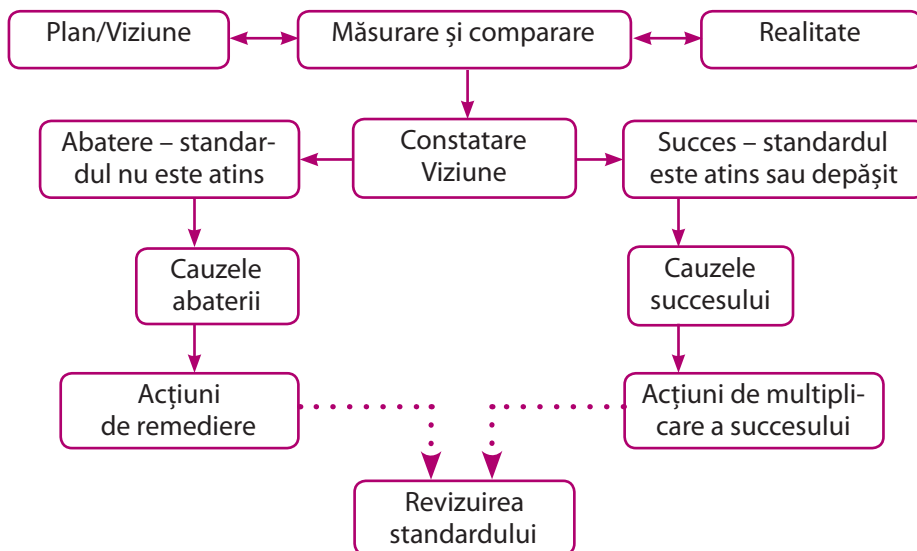 Plan/Viziune
Măsurare și comparare
Realitate
Abatere – standar-
dul nu este atins
Constatare
Viziune
Succes – standardul
este atins sau depășit
Cauzele
abaterii
Cauzele
succesului
Acțiuni
de remediere
Acțiuni de multipli-
care a succesului
Revizuirea
standardului